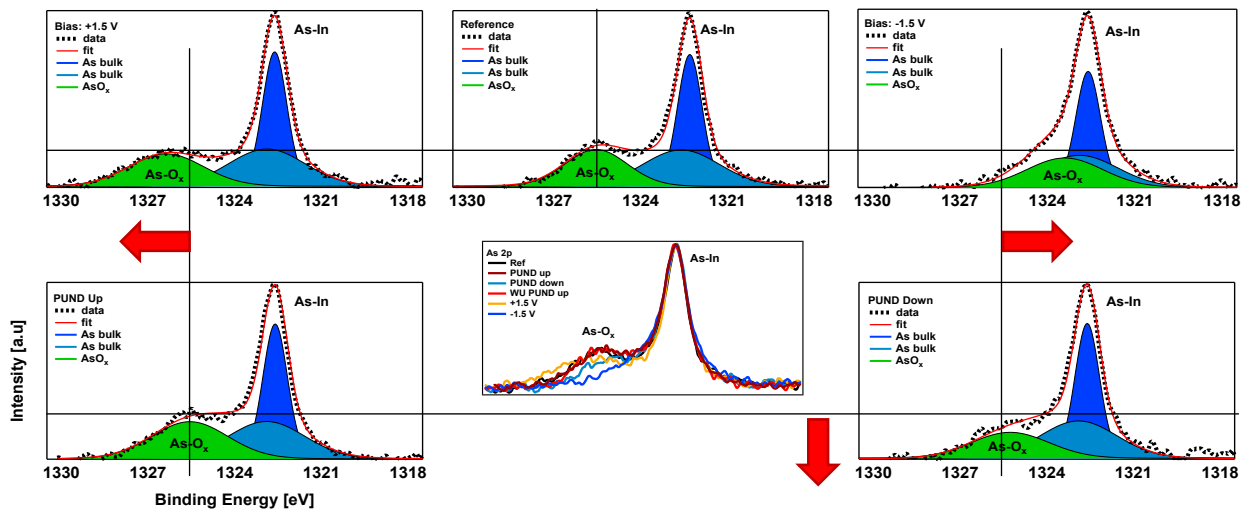 Bias: +1.5 V
data
fit
As bulk
As bulk
AsOx
As-In
As-Ox
1330 1327 1324 1321 1318
Reference
data
fit
As bulk
As bulk
AsOx
As-In
As-Ox
1330 1327 1324 1321 1318
Bias: -1.5 V
data
fit
As bulk
As bulk
AsOx
As-In
As-Ox
1330 1327 1324 1321 1318
As 2p
Ref
PUND up
PUND down
WU PUND up
+1.5 V
-1.5 V
As-In
As-Ox
Intensity [a.u]
PUND Up
data
fit
As bulk
As bulk
AsOx
As-In
As-Ox
1330 1327 1324 1321 1318
Binding Energy [eV]
PUND Down
data
fit
As bulk
As bulk
AsOx
As-In
As-Ox
1330 1327 1324 1321 1318